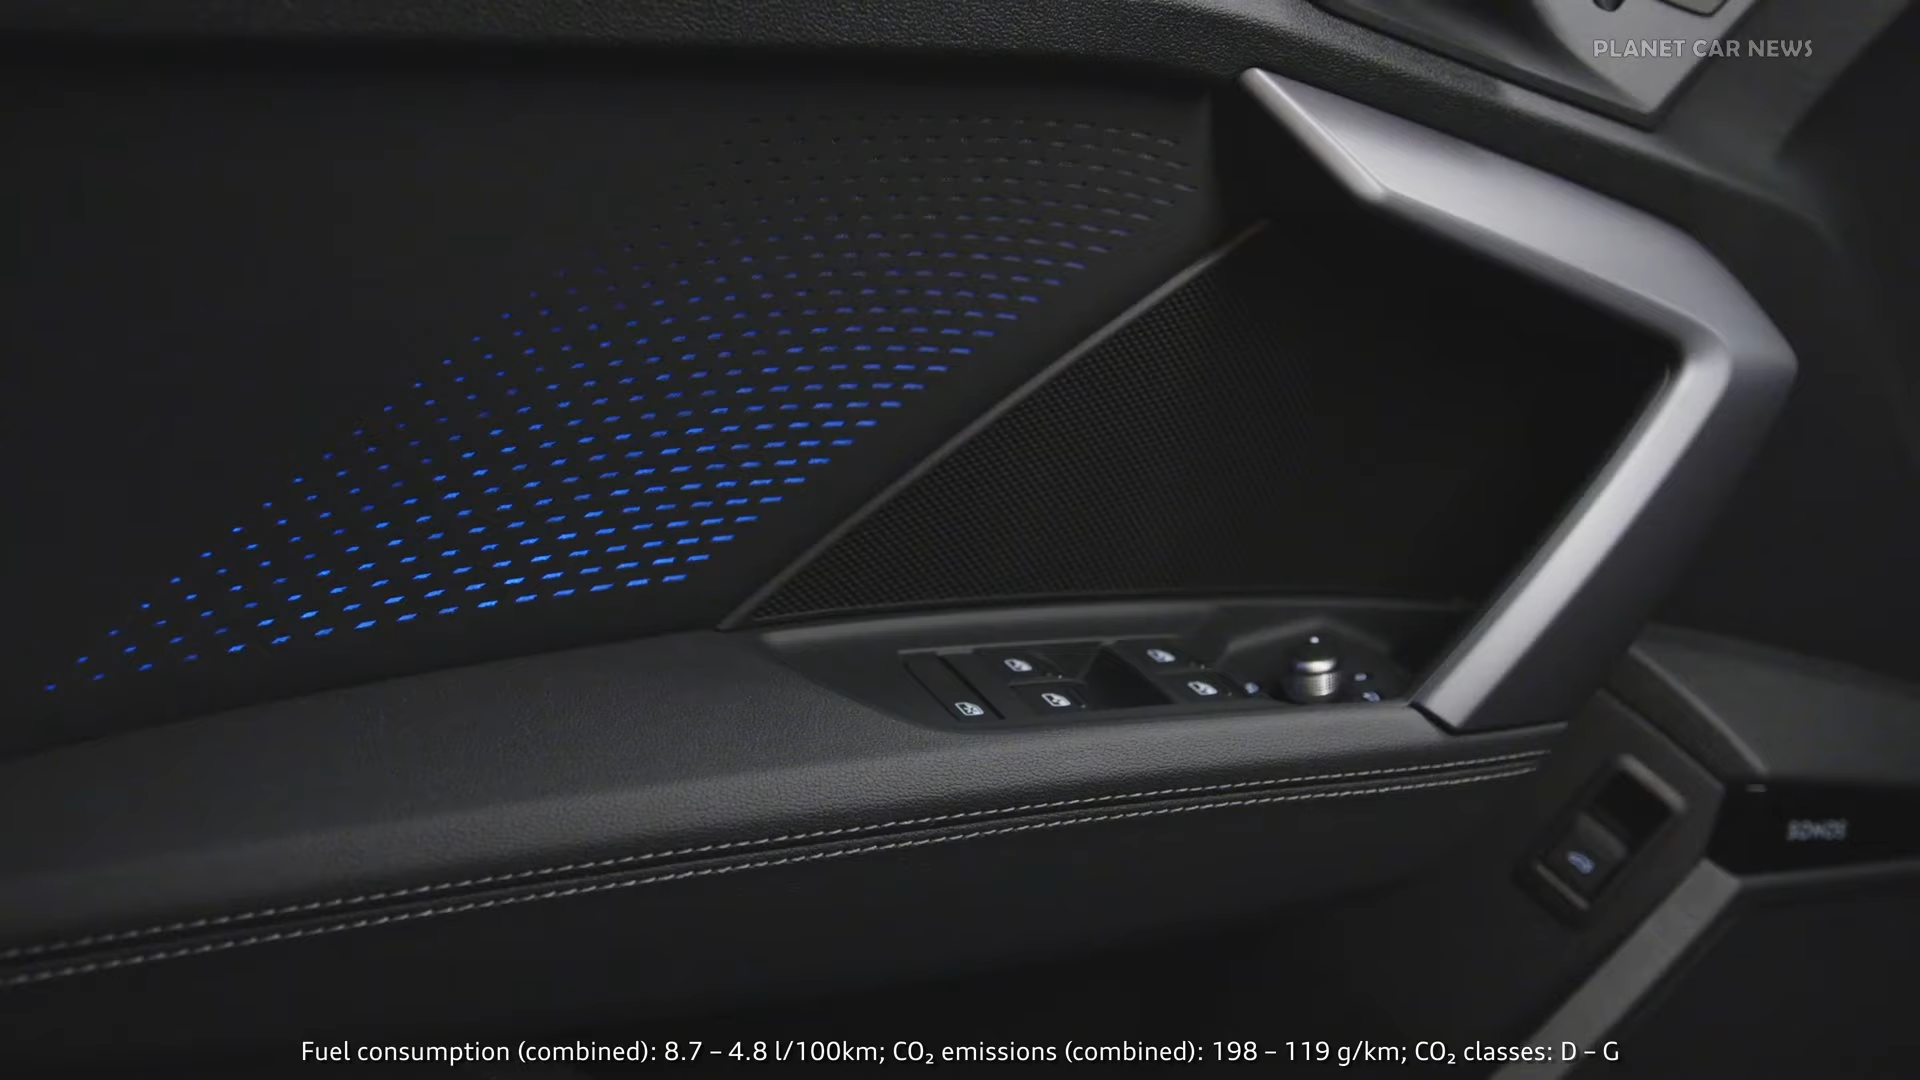 PLANET CAR NEWS
SONOS
Fuel consumption (combined): 8.7 – 4.8 l/100km; CO₂ emissions (combined): 198 – 119 g/km; CO₂ classes: D – G